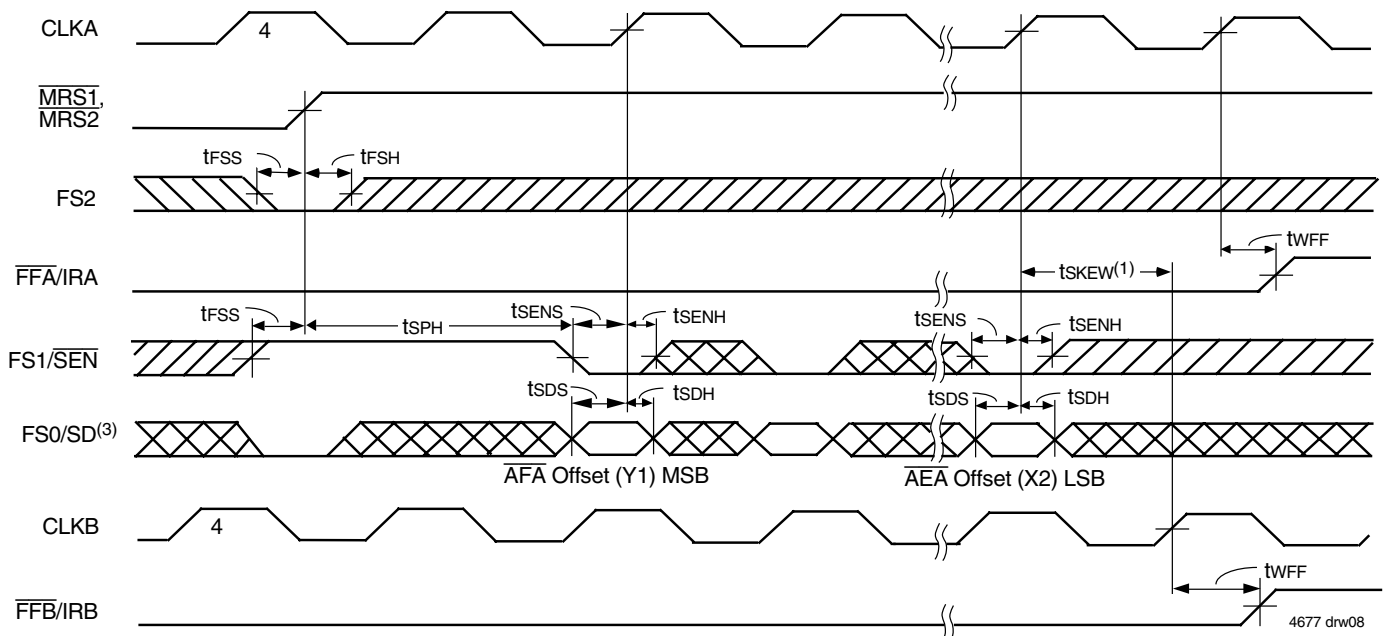 CLKA
4
MRS1,
MRS2
tFSS
tFSH
FS2
tWFF
FFA/IRA
tSKEW(1)
tFSS
tSPH
tSENS
tSENH
tSENS
tSENH
FS1/SEN
tSDS
tSDH
tSDS
tSDH
FS0/SD(3)
AFA Offset (Y1) MSB
AEA Offset (X2) LSB
CLKB
4
tWFF
FFB/IRB
4677 drw08